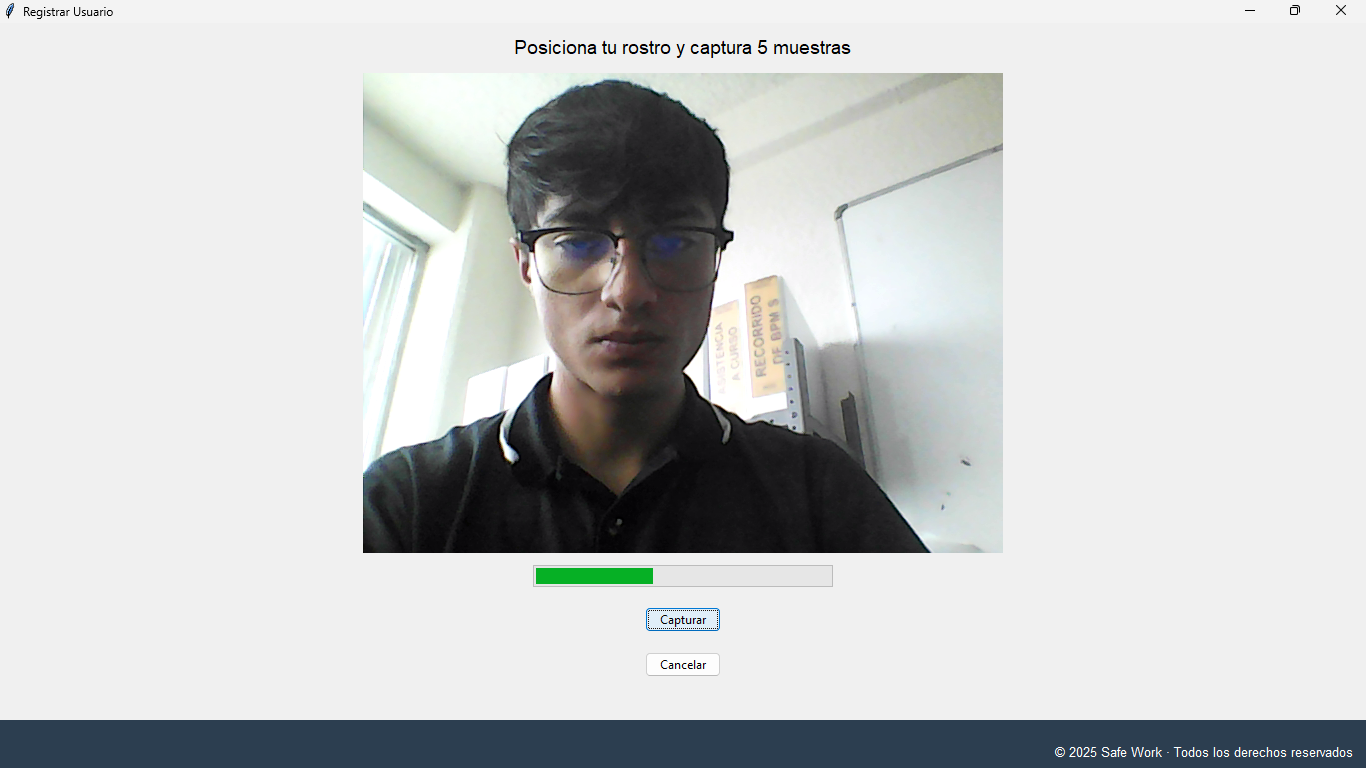 Registrar Usuario
Posiciona tu rostro y captura 5 muestras
ASISTENCIA
A CURSO
RECORRIDO
DE BPM S
Capturar
Cancelar
© 2025 Safe Work · Todos los derechos reservados